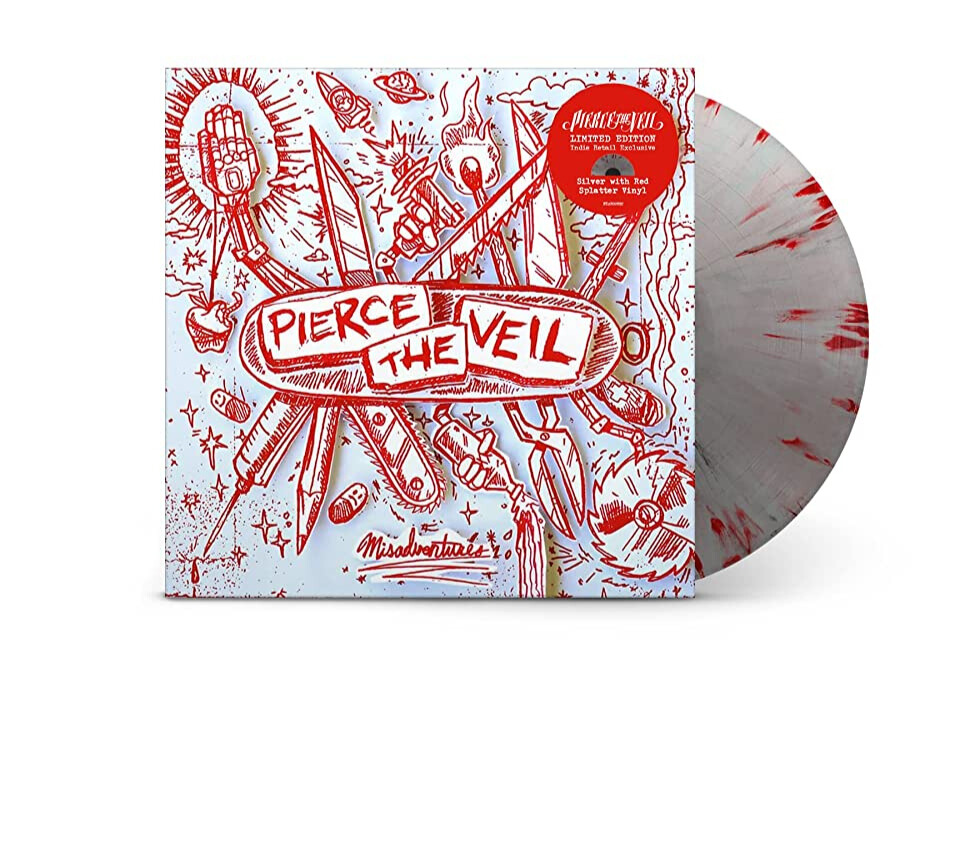 PIERCE THE VEIL
LIMITED EDITION
Indie Retail Exclusive
Silver with Red
Splatter Vinyl
PIERCE
THE
VEIL
Misadventures